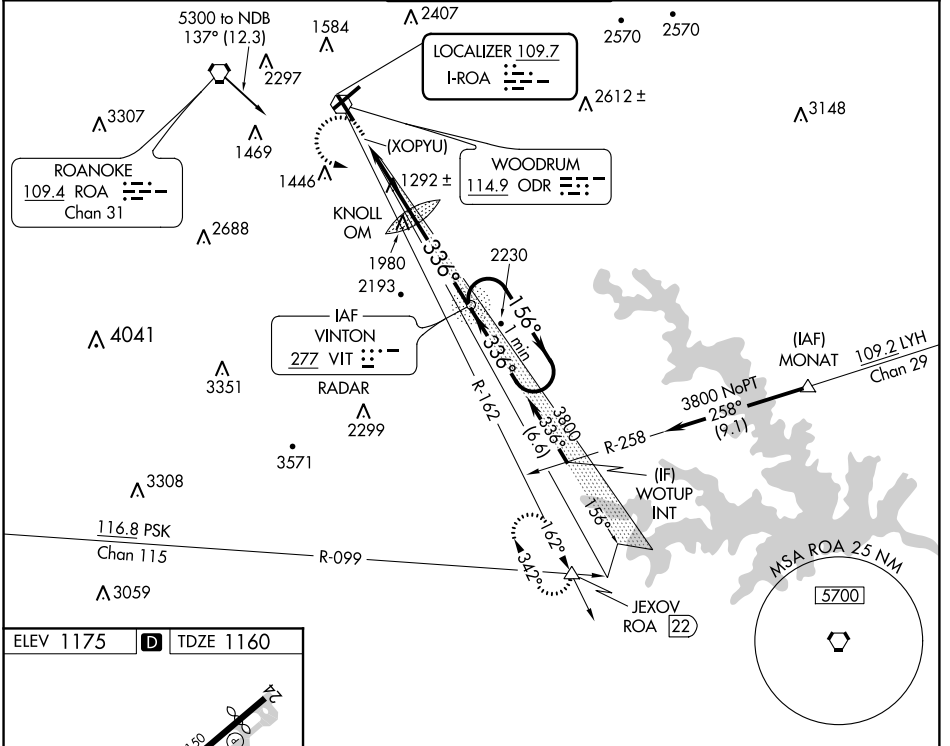 5300 to NDB
137° (12.3)
1584
2407
2570
2570
2297
LOCALIZER 109.7
I-ROA
2612 ±
3148
3307
1469
(XOPYU)
ROANOKE
109.4 ROA
Chan 31
WOODRUM
114.9 ODR
1446
1292 ±
KNOLL
OM
2688
1980
2193
336°
2230
IAF
VINTON
277 VIT
RADAR
156°
1 min
336°
4041
(IAF)
MONAT
109.2 LYH
Chan 29
3351
R-162
3800 NoPT
258°
(9.1)
2299
3800
336°
(6.6)
R-258
3571
(IF)
WOTUP
INT
3308
156°
116.8 PSK
Chan 115
R-099
162°
342°
MSA ROA 25 NM
5700
3059
JEXOV
ROA 22
ELEV 1175
D
TDZE 1160
24
P
150